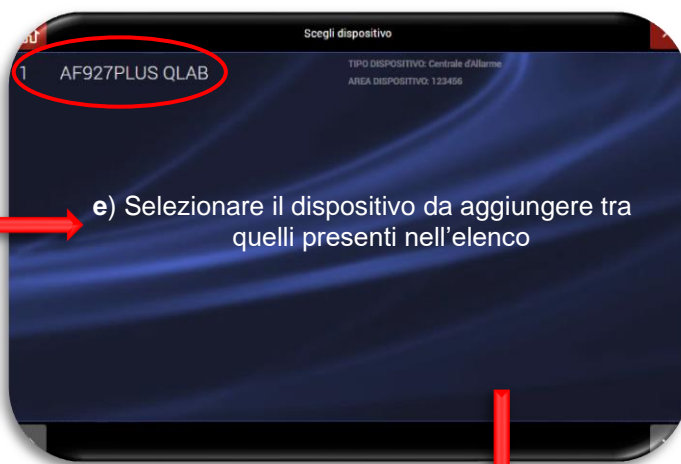 Scegli dispositivo
1 AF927PLUS QLAB
TIPO DISPOSITIVO: Centrale d'Allarme
AREA DISPOSITIVO: 123456
e) Selezionare il dispositivo da aggiungere tra
quelli presenti nell'elenco